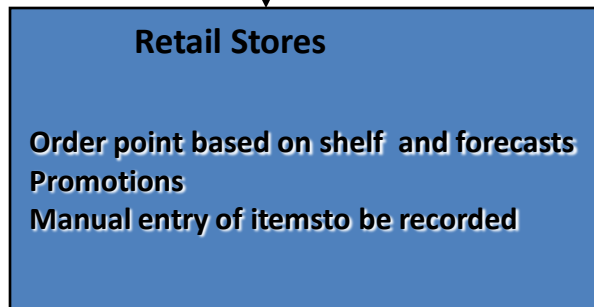 Retail Stores
Order point based on shelf and forecasts
Promotions
Manual entry of itemsto be recorded